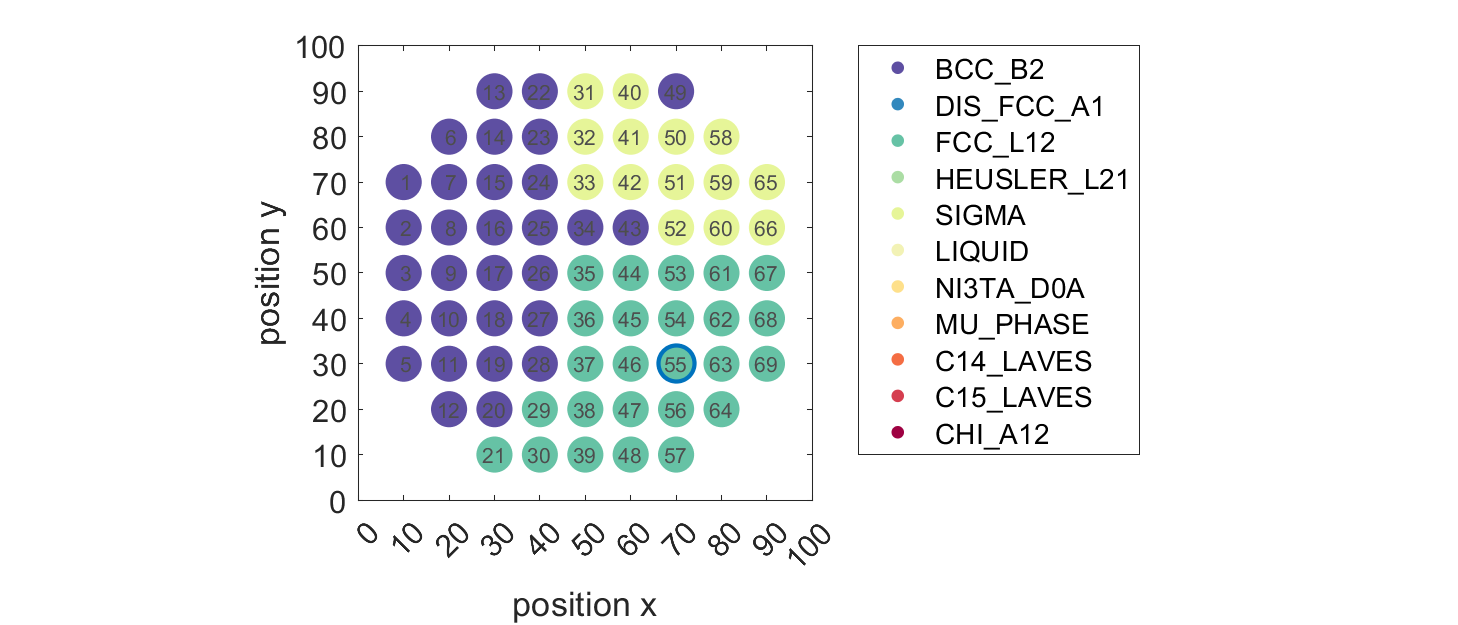 100
90 13 22 31 40 49
80 6 14 23 32 41 50 58
70 1 7 15 24 33 42 51 59 65
60 2 8 16 25 34 43 52 60 66
50 3 9 17 26 35 44 53 61 67
40 4 10 18 27 36 45 54 62 68
30 5 11 19 28 37 46 55 63 69
20 12 20 29 38 47 56 64
10 21 30 39 48 57
0
0 10 20 30 40 50 60 70 80 90 100
position x
position y
BCC_B2
DIS_FCC_A1
FCC_L12
HEUSLER_L21
SIGMA
LIQUID
NI3TA_D0A
MU_PHASE
C14_LAVES
C15_LAVES
CHI_A12